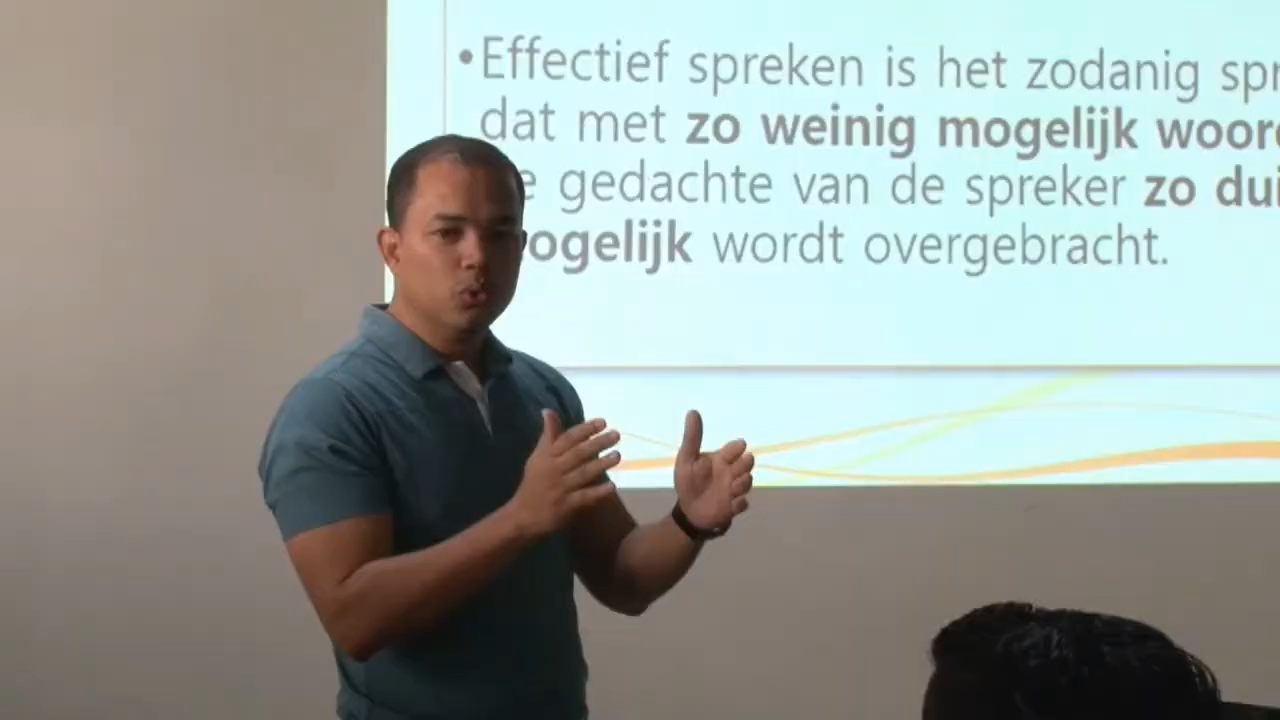 •Effectief spreken is het zodanig
dat met zo weinig mogelijk
gedachte van de spreker zo
wordt overgebracht.